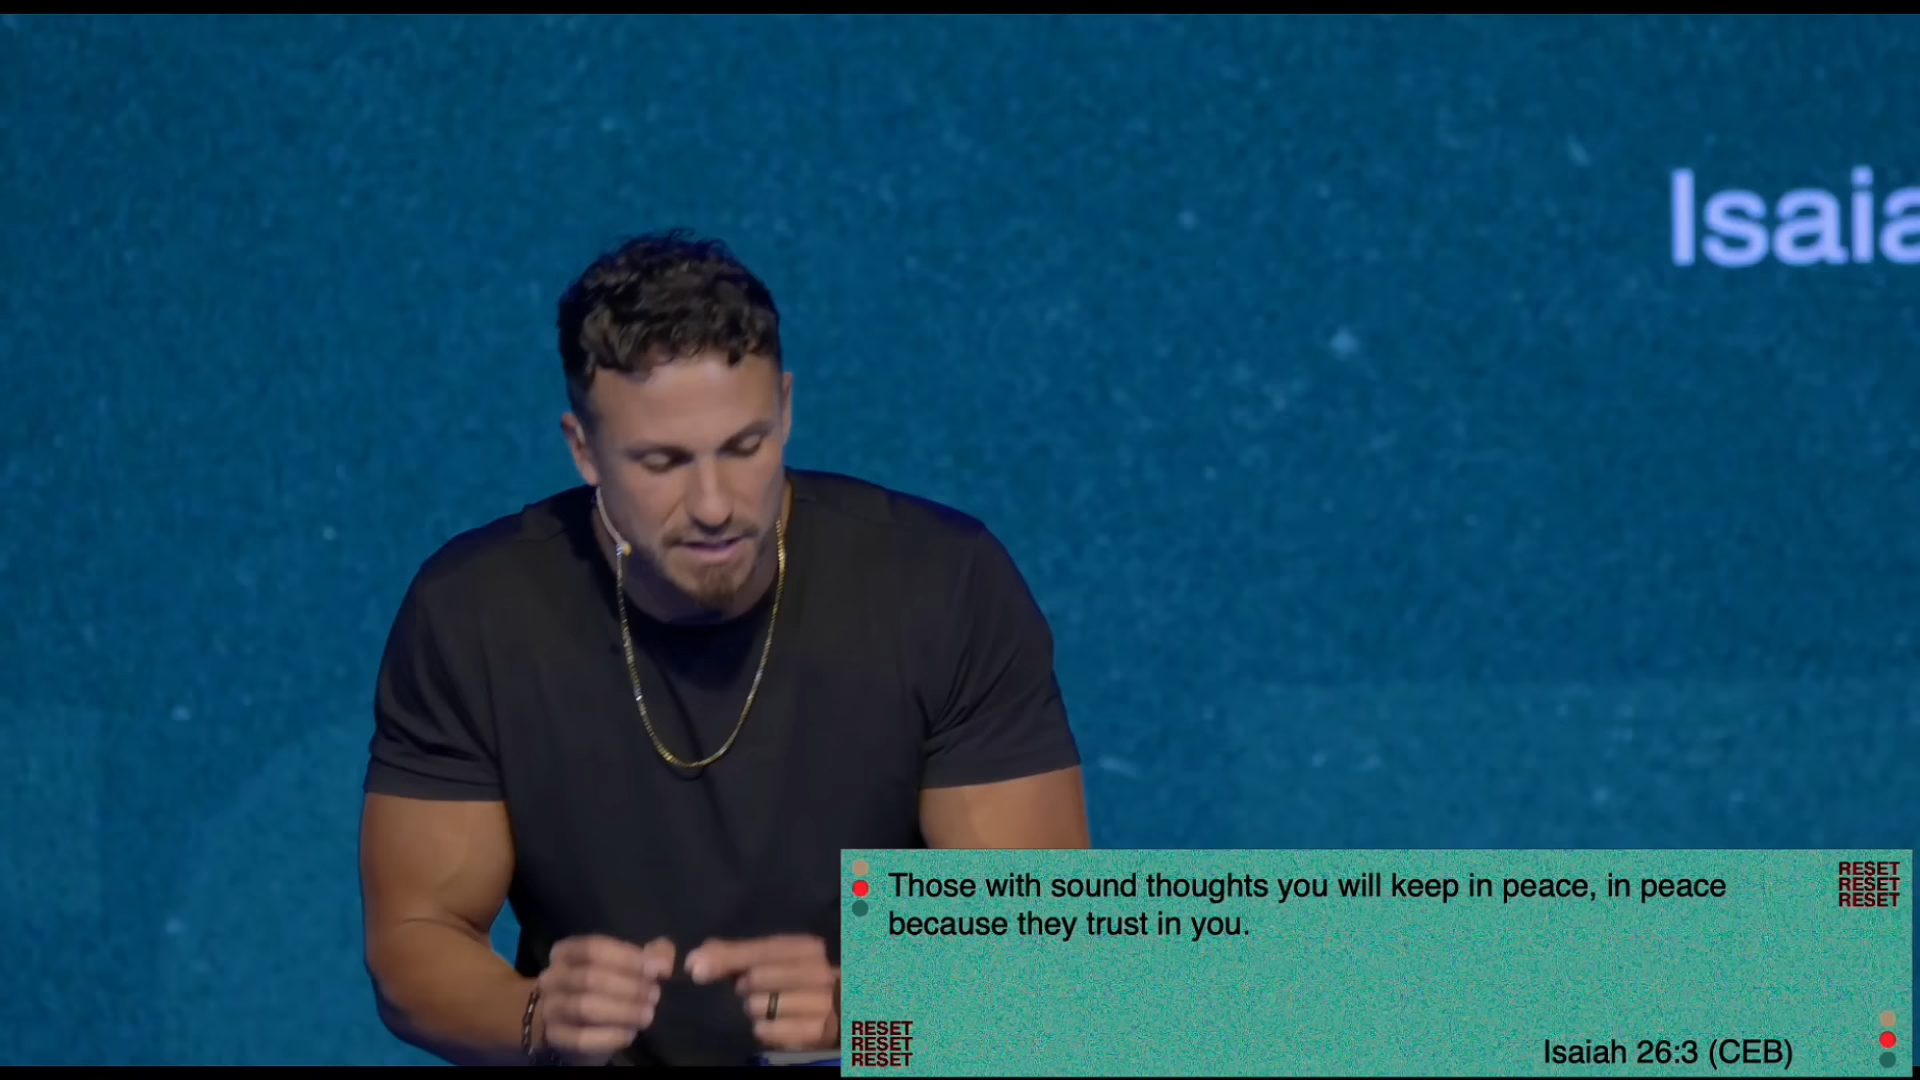 Isaia
Those with sound thoughts you will keep in peace, in peace
because they trust in you.
RESET
RESET
RESET
RESET
RESET
RESET
Isaiah 26:3 (CEB)